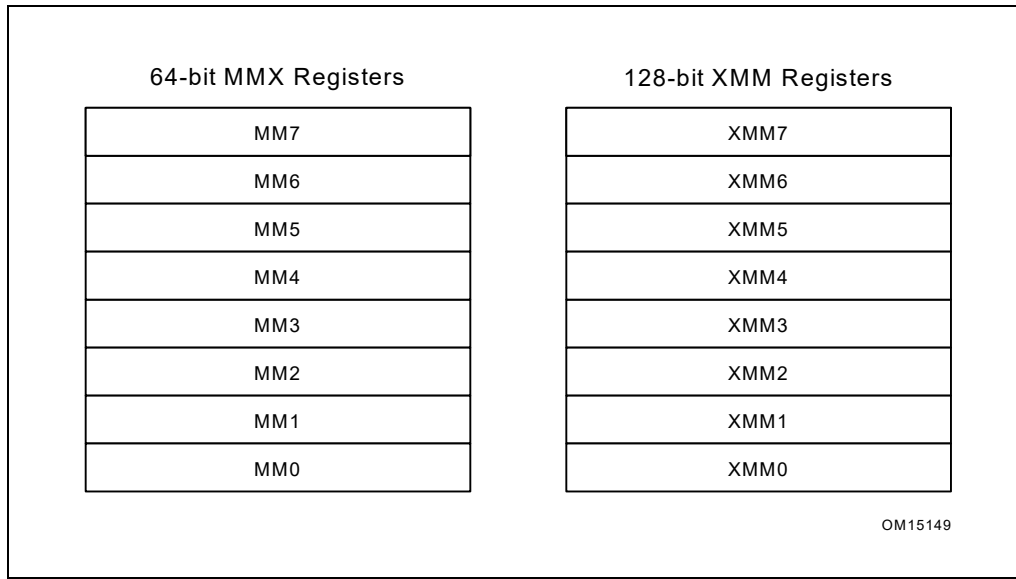 64-bit MMX Registers
MM7
MM6
MM5
MM4
MM3
MM2
MM1
MM0
128-bit XMM Registers
XMM7
XMM6
XMM5
XMM4
XMM3
XMM2
XMM1
XMM0
OM15149